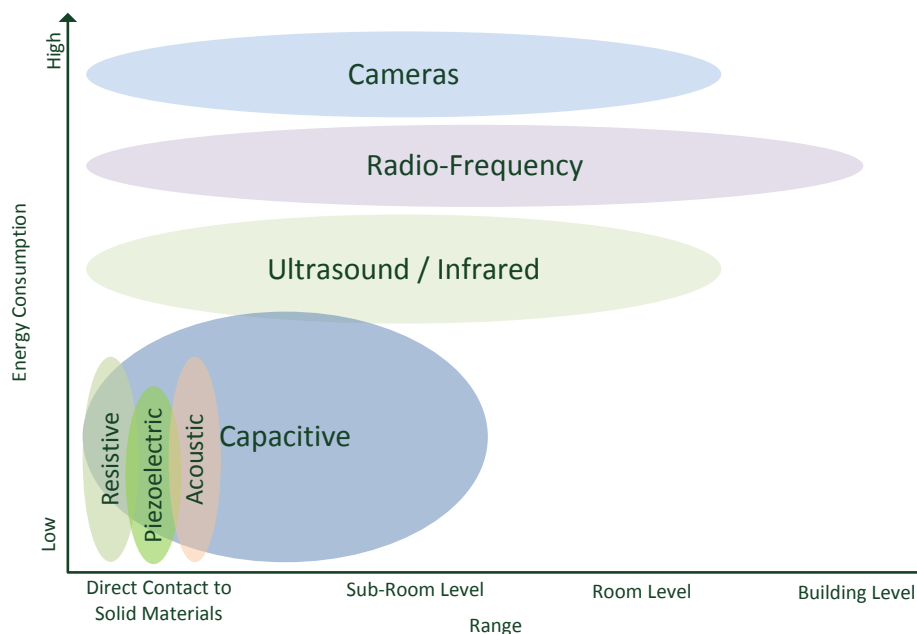 High
Cameras
Radio-Frequency
Energy Consumption
Ultrasound / Infrared
Resistive
Piezoelectric
Acoustic
Capacitive
Low
Direct Contact to
Solid Materials
Sub-Room Level
Room Level
Building Level
Range